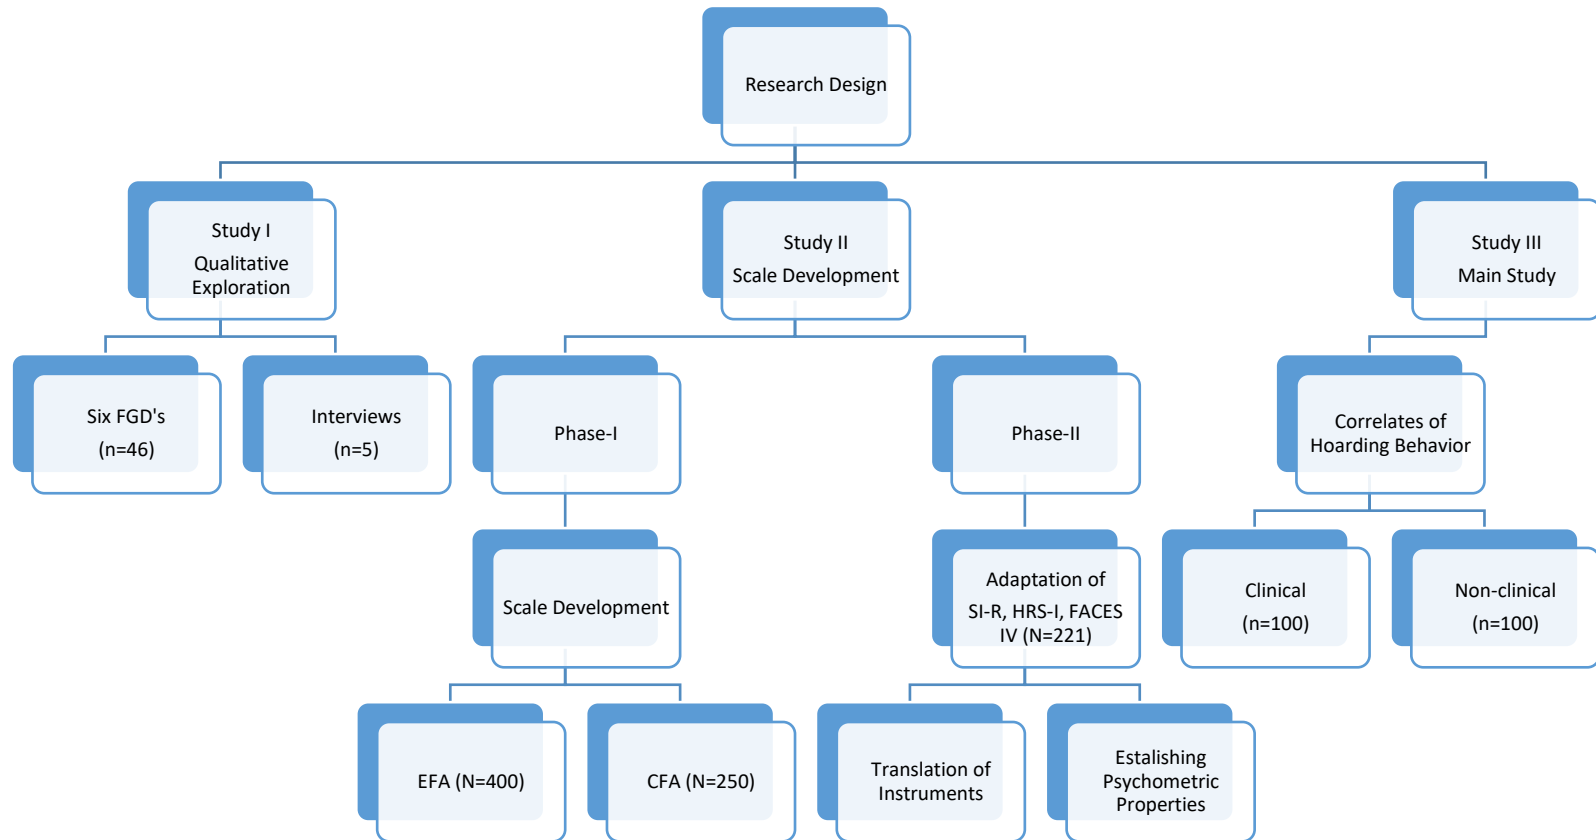 Research Design
Study I
Qualitative
Exploration
Study II
Scale Development
Study III
Main Study
Six FGD's
(n=46)
Interviews
(n=5)
Phase-I
Phase-II
Correlates of
Hoarding Behavior
Scale Development
Adaptation of
SI-R, HRS-I, FACES
IV (N=221)
Clinical
(n=100)
Non-clinical
(n=100)
EFA (N=400)
CFA (N=250)
Translation of
Instruments
Estalishing
Psychometric
Properties